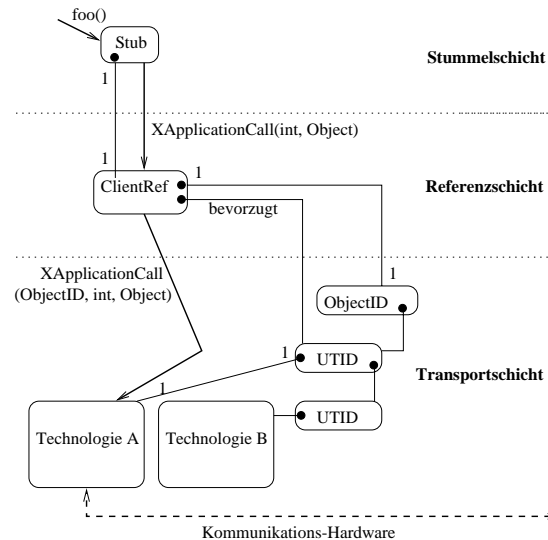 foo()
Stub
Stummelschicht
1
XApplicationCall(int, Object)
1
1
ClientRef
Referenzschicht
bevorzugt
XApplicationCall
(ObjectID, int, Object)
1
ObjectID
1
UTID
Transportschicht
1
Technologie A
Technologie B
UTID
Kommunikations-Hardware